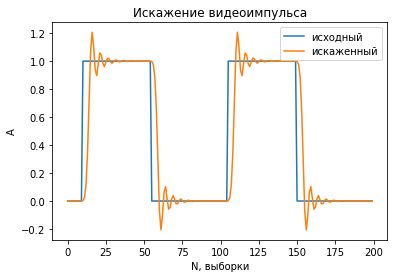 Искажение видеоимпульса
исходный
искаженный
A
1.2
1.0
0.8
0.6
0.4
0.2
0.0
−0.2
0 25 50 75 100 125 150 175 200
N, выборки